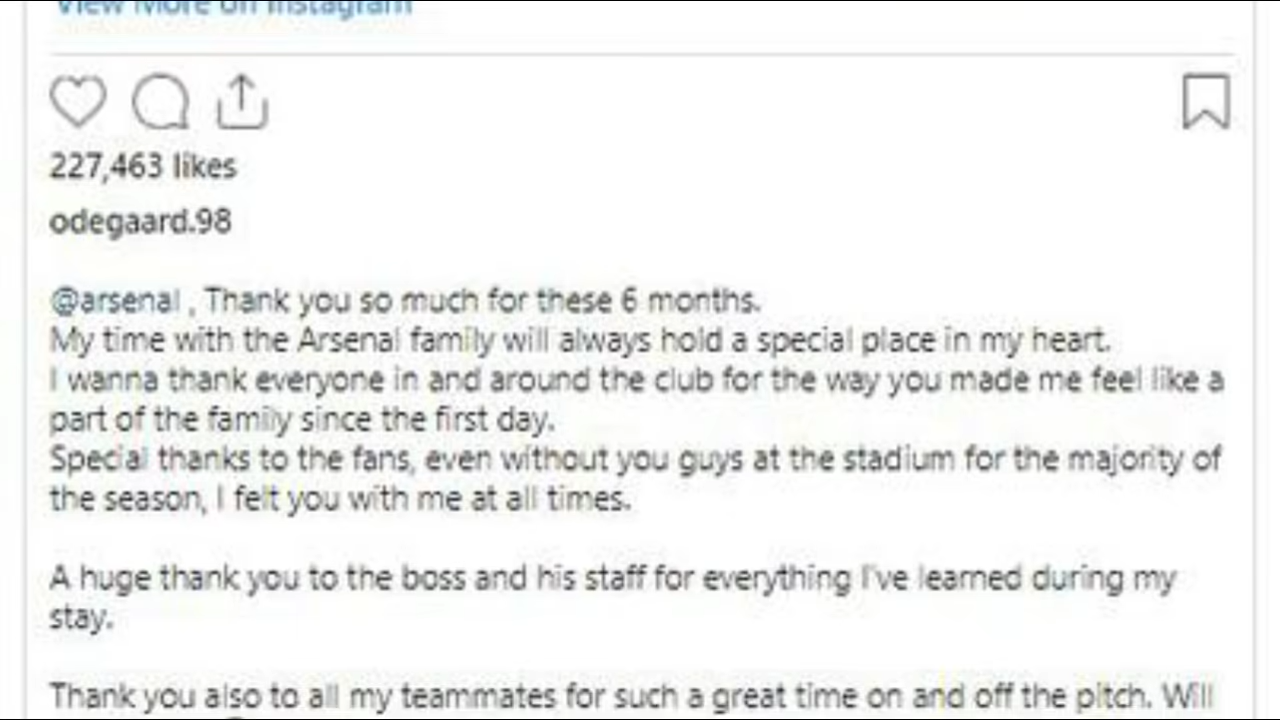 View More on Instagram
227,463 likes
odegaard.98
@arsenal , Thank you so much for these 6 months.
My time with the Arsenal family will always hold a special place in my heart.
I wanna thank everyone in and around the club for the way you made me feel like a
part of the family since the first day.
Special thanks to the fans, even without you guys at the stadium for the majority of
the season, I felt you with me at all times.
A huge thank you to the boss and his staff for everything I've learned during my
stay.
Thank you also to all my teammates for such a great time on and off the pitch. Will